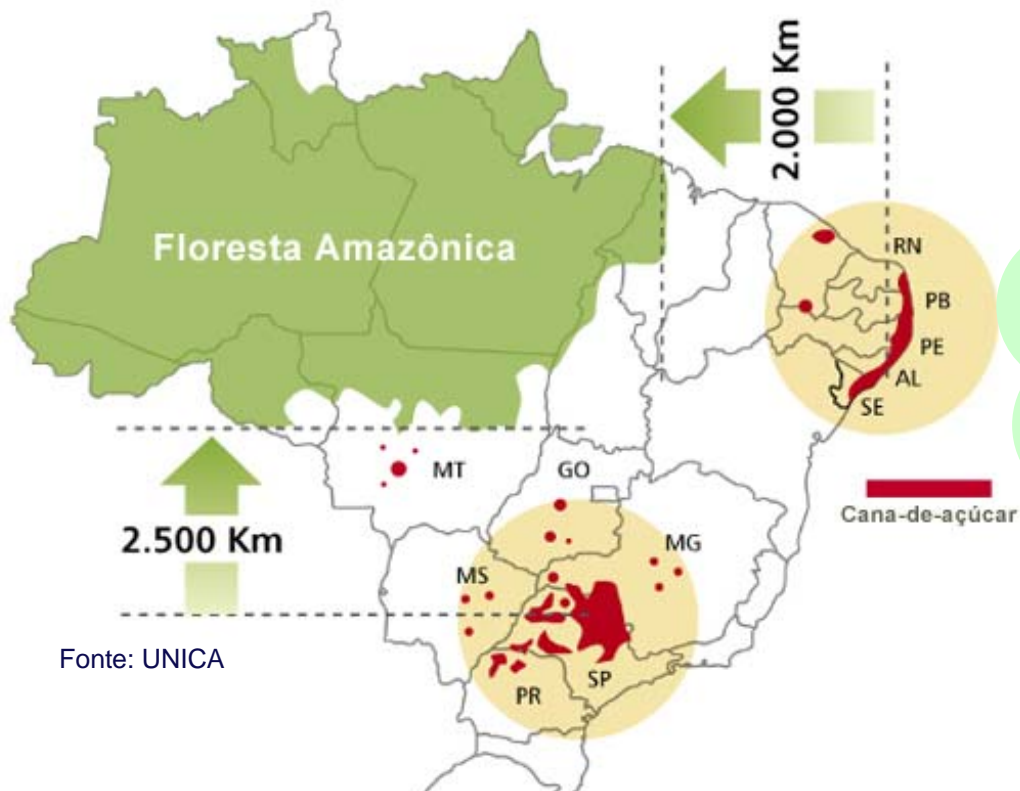 2.000 Km
Floresta Amazônica
RN
PB
PE
AL
SE
MT
GO
Cana-de-açúcar
2.500 Km
MG
MS
Fonte: UNICA
SP
PR